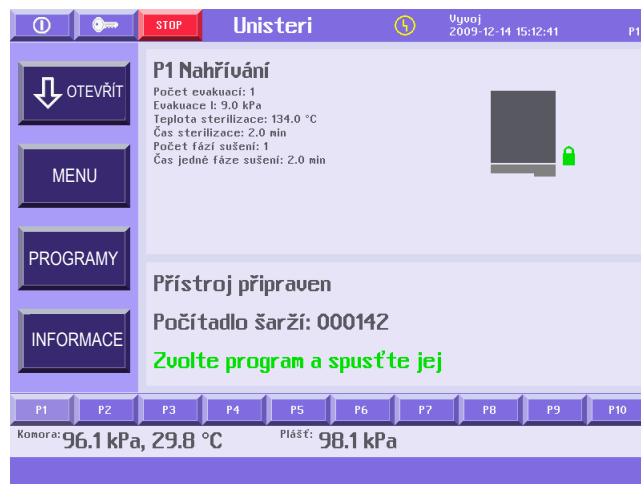 STOP
Unisteri
Vyvoj
2009-12-14 15:12:41
P1
OTEVŘÍT
MENU
PROGRAMY
INFORMACE
P1 Nahřívání
Počet evakuací: 1
Evakuace I: 9.0 kPa
Teplota sterilizace: 134.0 °C
Čas sterilizace: 2.0 min
Počet fází sušení: 1
Čas jedné fáze sušení: 2.0 min
Přístroj připraven
Počítadlo šarží: 000142
Zvolte program a spusťte jej
P1 P2 P3 P4 P5 P6 P7 P8 P9 P10
Komora: 96.1 kPa, 29.8 °C Plášť: 98.1 kPa